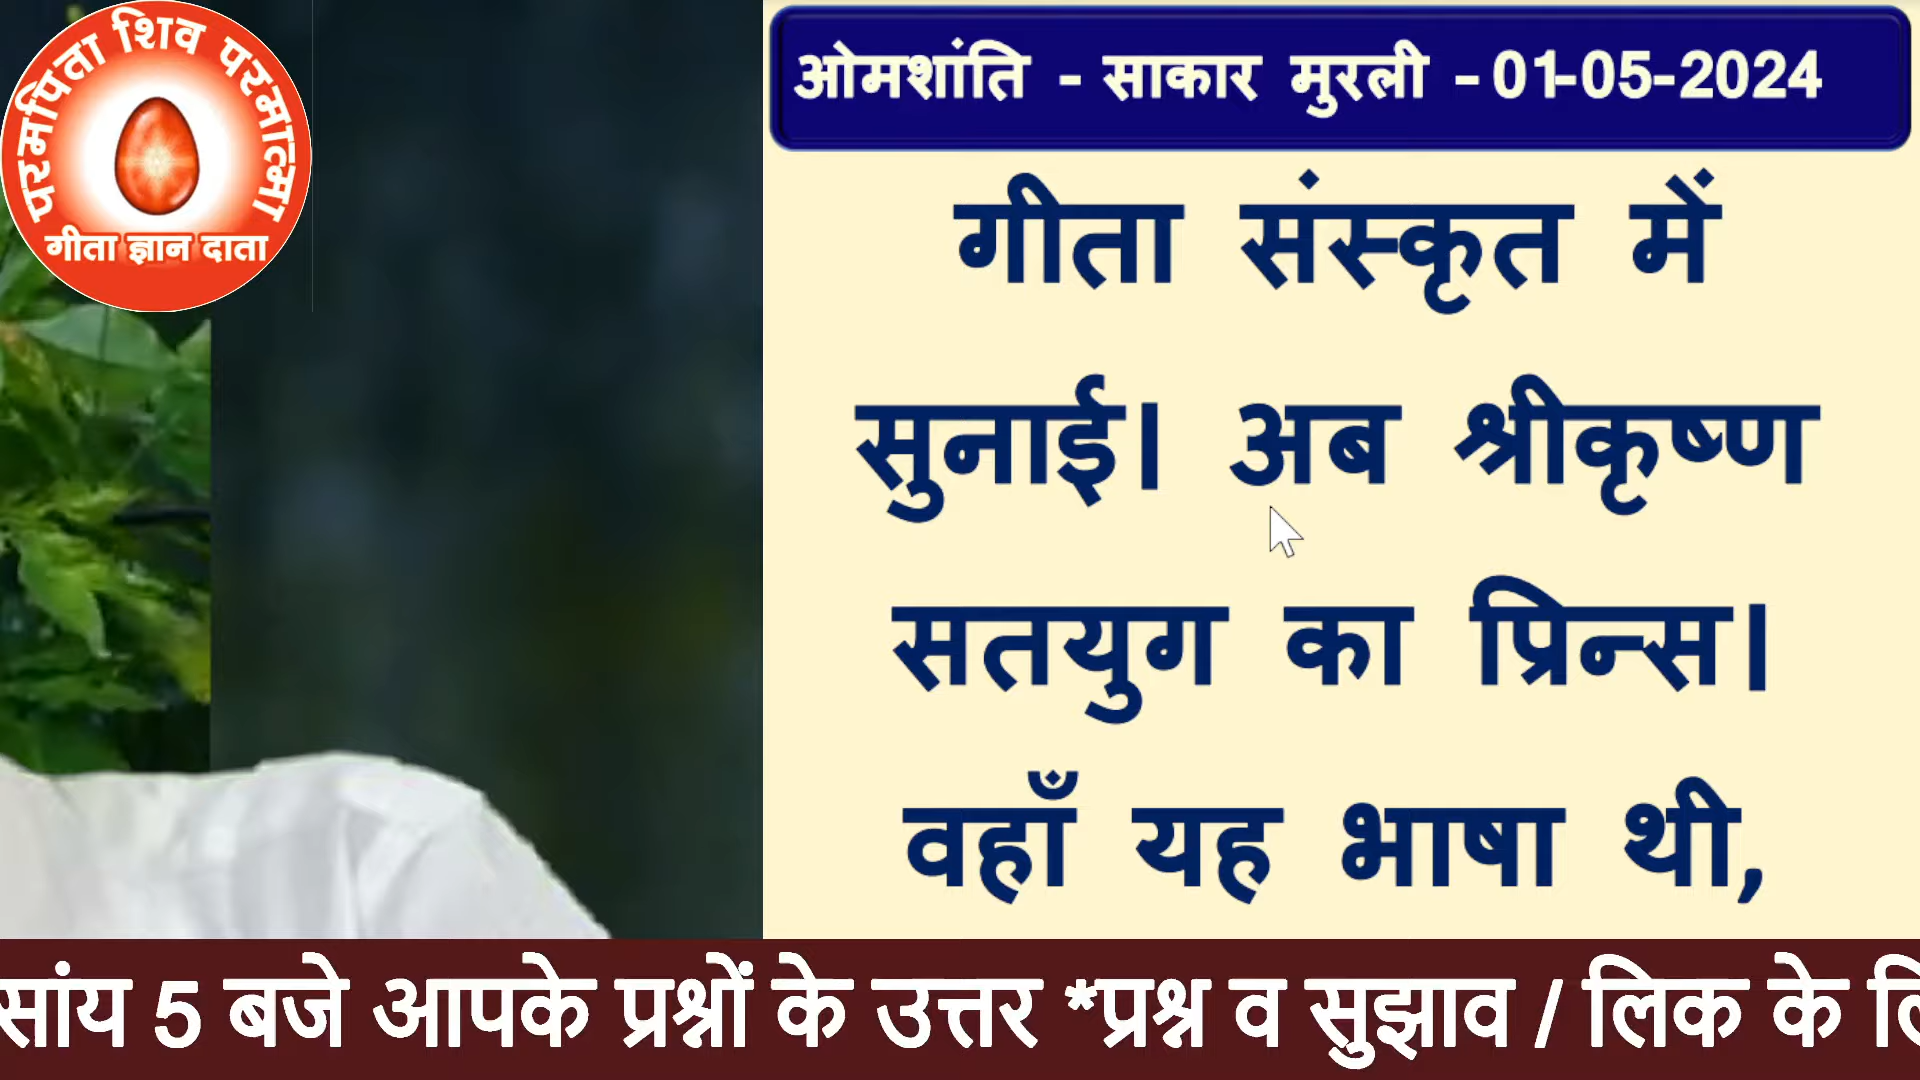 परमपिता शिव परमात्मा
गीता ज्ञान दाता
ओमशांति - साकार मुरली - 01-05-2024
गीता संस्कृत में
सुनाई। अब श्रीकृष्ण
सतयुग का प्रिन्स।
वहाँ यह भाषा थी,
सांय 5 बजे आपके प्रश्नों के उत्तर *प्रश्न व सुझाव / लिक के